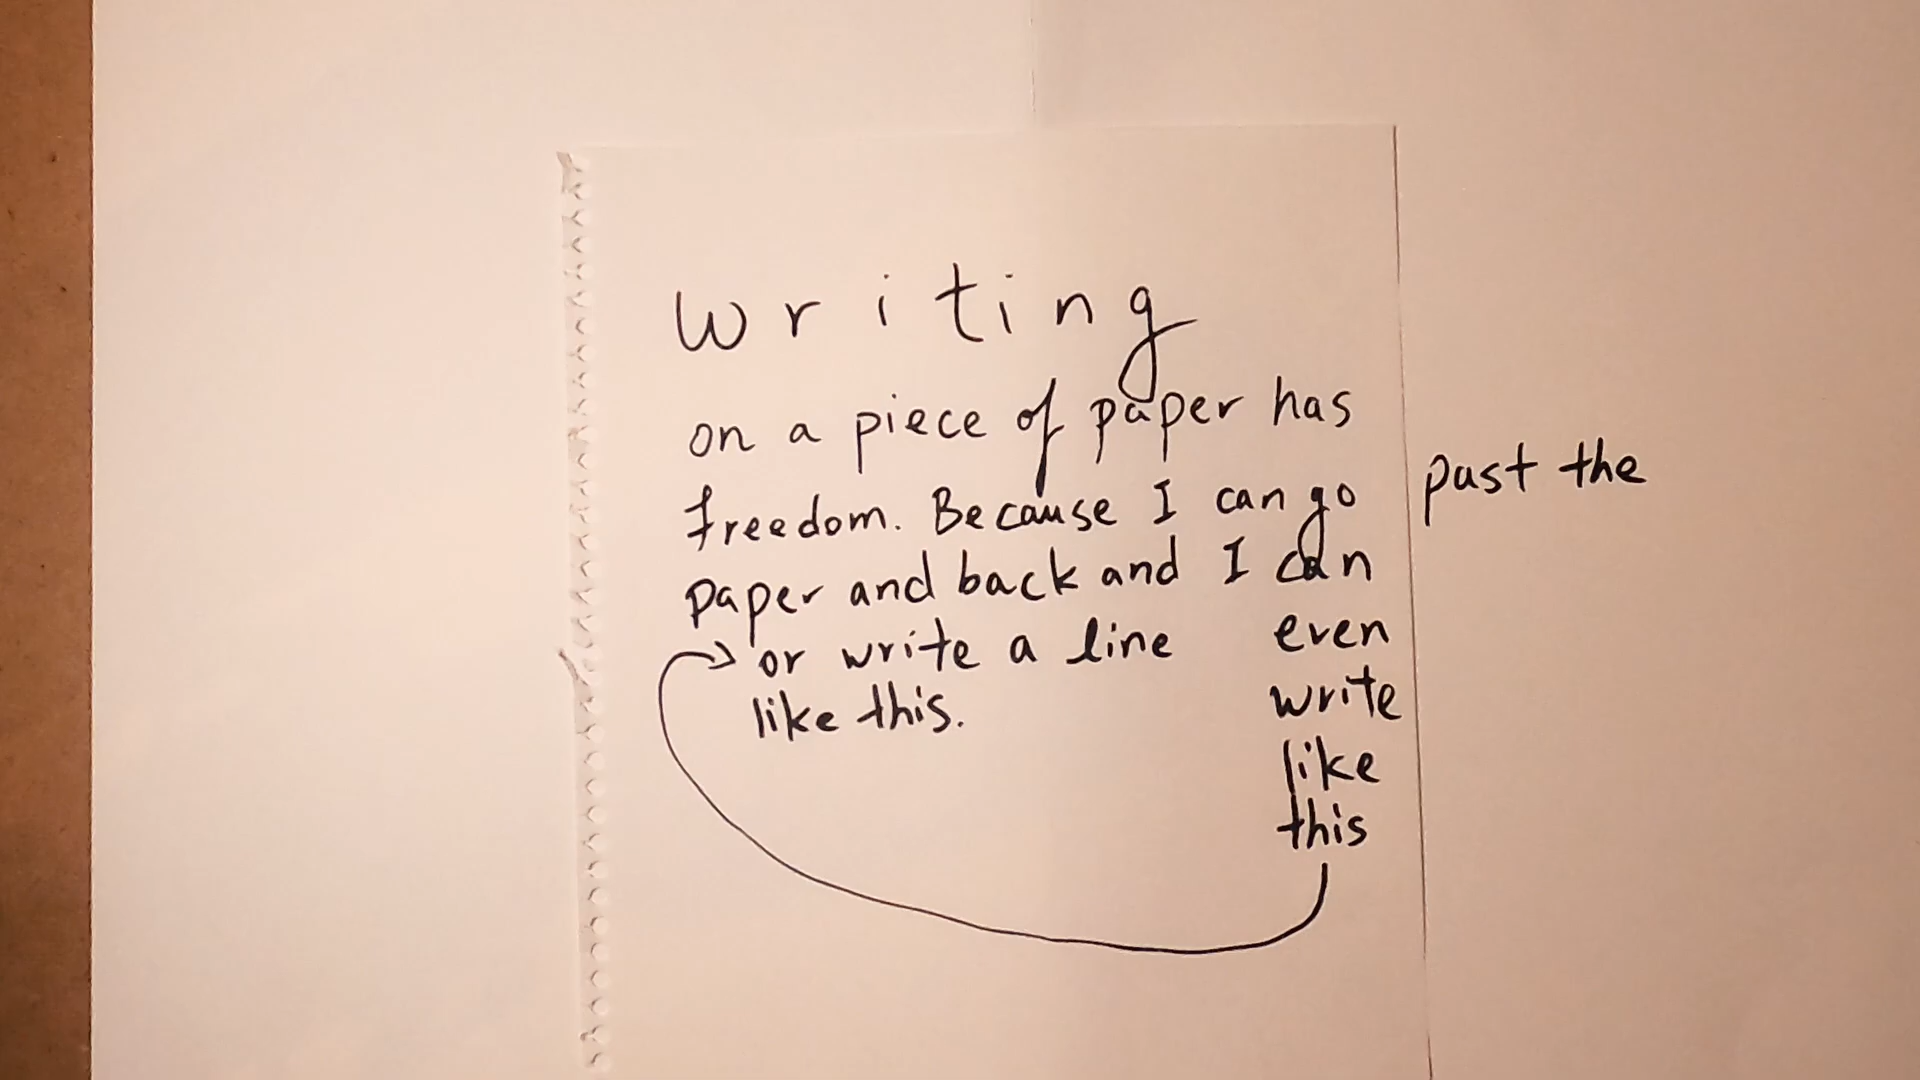 writing
on a piece of paper has
freedom. Because I can go past the
paper and back and I can
even
write
like
this
or write a line
like this.